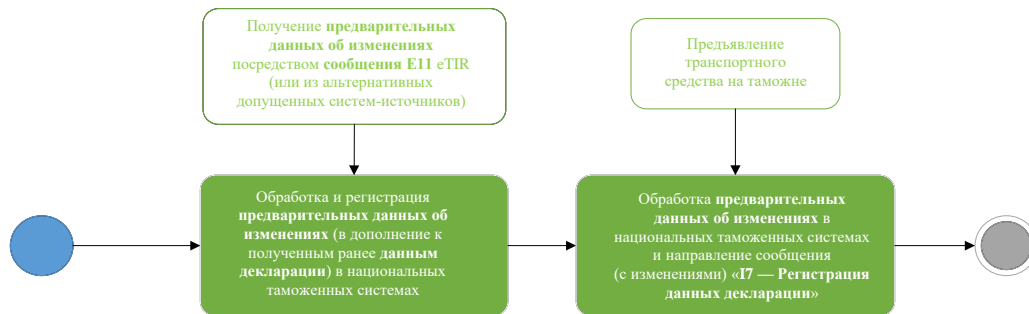 Получение предварительных
данных об изменениях
посредством сообщения E11 eTIR
(или из альтернативных
допущенных систем-источников)
Предъявление
транспортного
средства на таможне
Обработка и регистрация
предварительных данных об
изменениях (в дополнение к
полученным ранее данным
декларации) в национальных
таможенных системах
Обработка предварительных
данных об изменениях в
национальных таможенных системах
и направление сообщения
(с изменениями) «I7 — Регистрация
данных декларации»